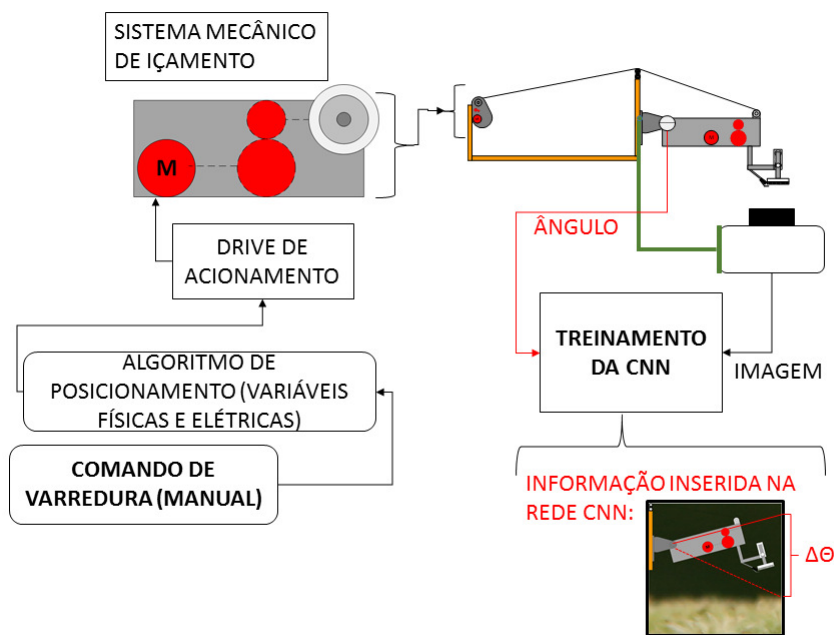 SISTEMA MECÂNICO
DE IÇAMENTO
M
DRIVE DE
ACIONAMENTO
ALGORITMO DE
POSICIONAMENTO (VARIÁVEIS
FÍSICAS E ELÉTRICAS)
COMANDO DE
VARREDURA (MANUAL)
ÂNGULO
TREINAMENTO
DA CNN
IMAGEM
INFORMAÇÃO INSERIDA NA
REDE CNN:
ΔΘ